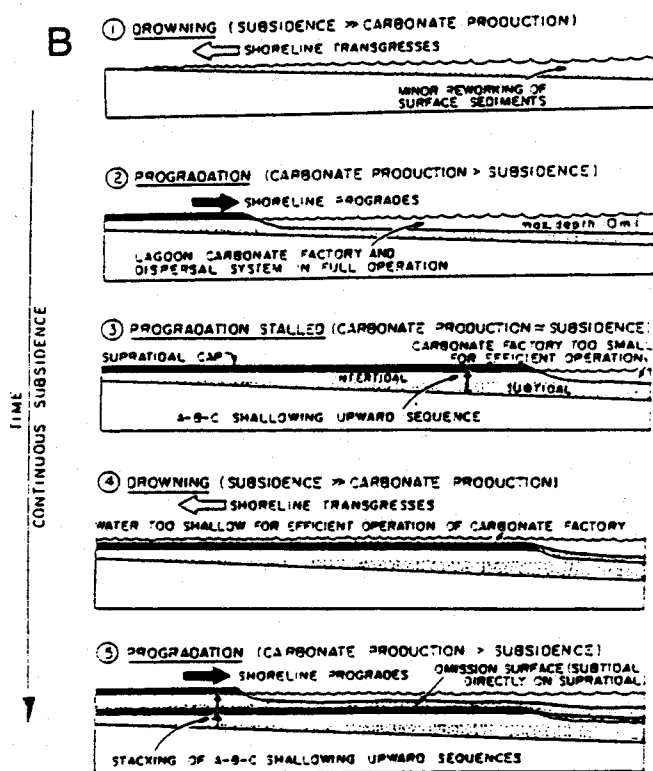 B
① DROWNING (SUBSIDENCE >> CARBONATE PRODUCTION)
SHORELINE TRANSGRESSES
MINOR REWORKING OF
SURFACE SEDIMENTS
② PROGRADATION (CARBONATE PRODUCTION > SUBSIDENCE)
SHORELINE PROGRADES
max. depth
LAGOON CARBONATE FACTORY AND
DISPERSAL SYSTEM IN FULL OPERATION
③ PROGRADATION STALLED (CARBONATE PRODUCTION ≈ SUBSIDENCE)
CARBONATE FACTORY TOO SMALL
FOR EFFICIENT OPERATION
SUPRATIDAL CAP
INTERTIDAL
SUBTIDAL
A-B-C SHALLOWING UPWARD SEQUENCE
④ DROWNING (SUBSIDENCE >> CARBONATE PRODUCTION)
SHORELINE TRANSGRESSES
WATER TOO SHALLOW FOR EFFICIENT OPERATION OF CARBONATE FACTORY
⑤ PROGRADATION (CARBONATE PRODUCTION > SUBSIDENCE)
SHORELINE PROGRADES
OMISSION SURFACE (SUBTIDAL
DIRECTLY ON SUPRATIDAL)
STACKING OF A-B-C SHALLOWING UPWARD SEQUENCES
TIME
CONTINUOUS SUBSIDENCE